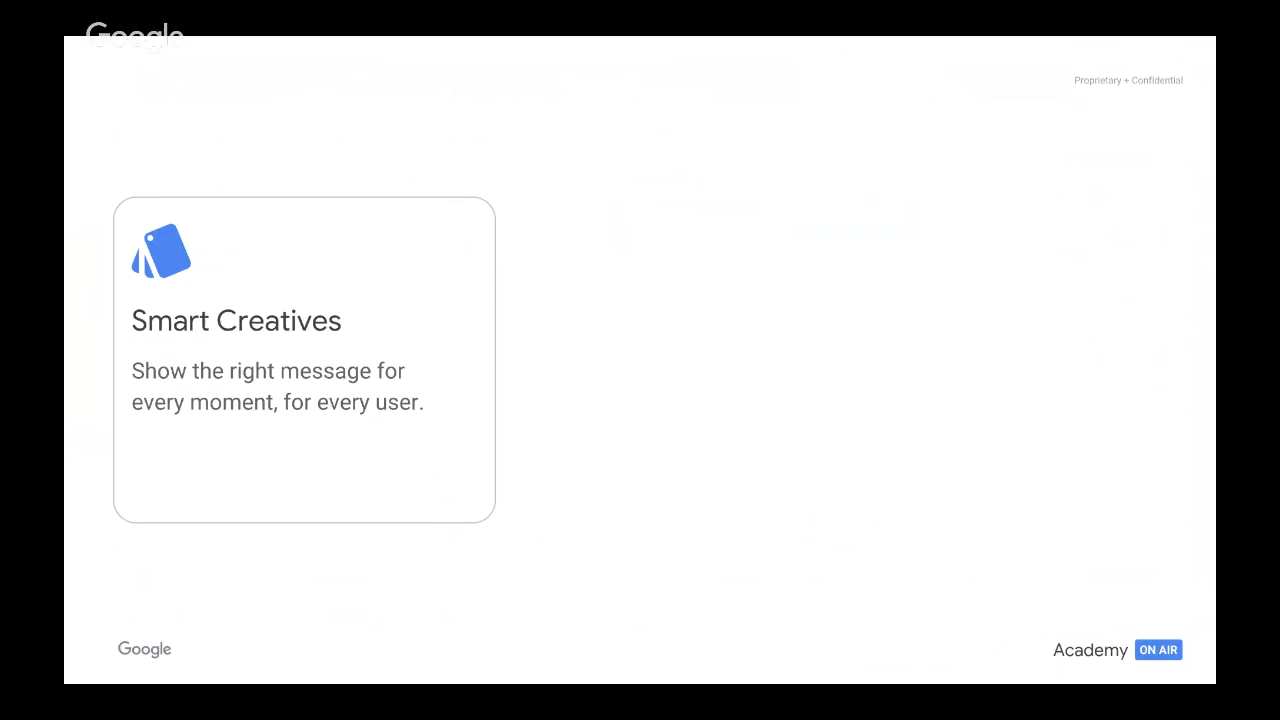 Google
Proprietary + Confidential
Smart Creatives
Show the right message for
every moment, for every user.
Google
Academy ON AIR